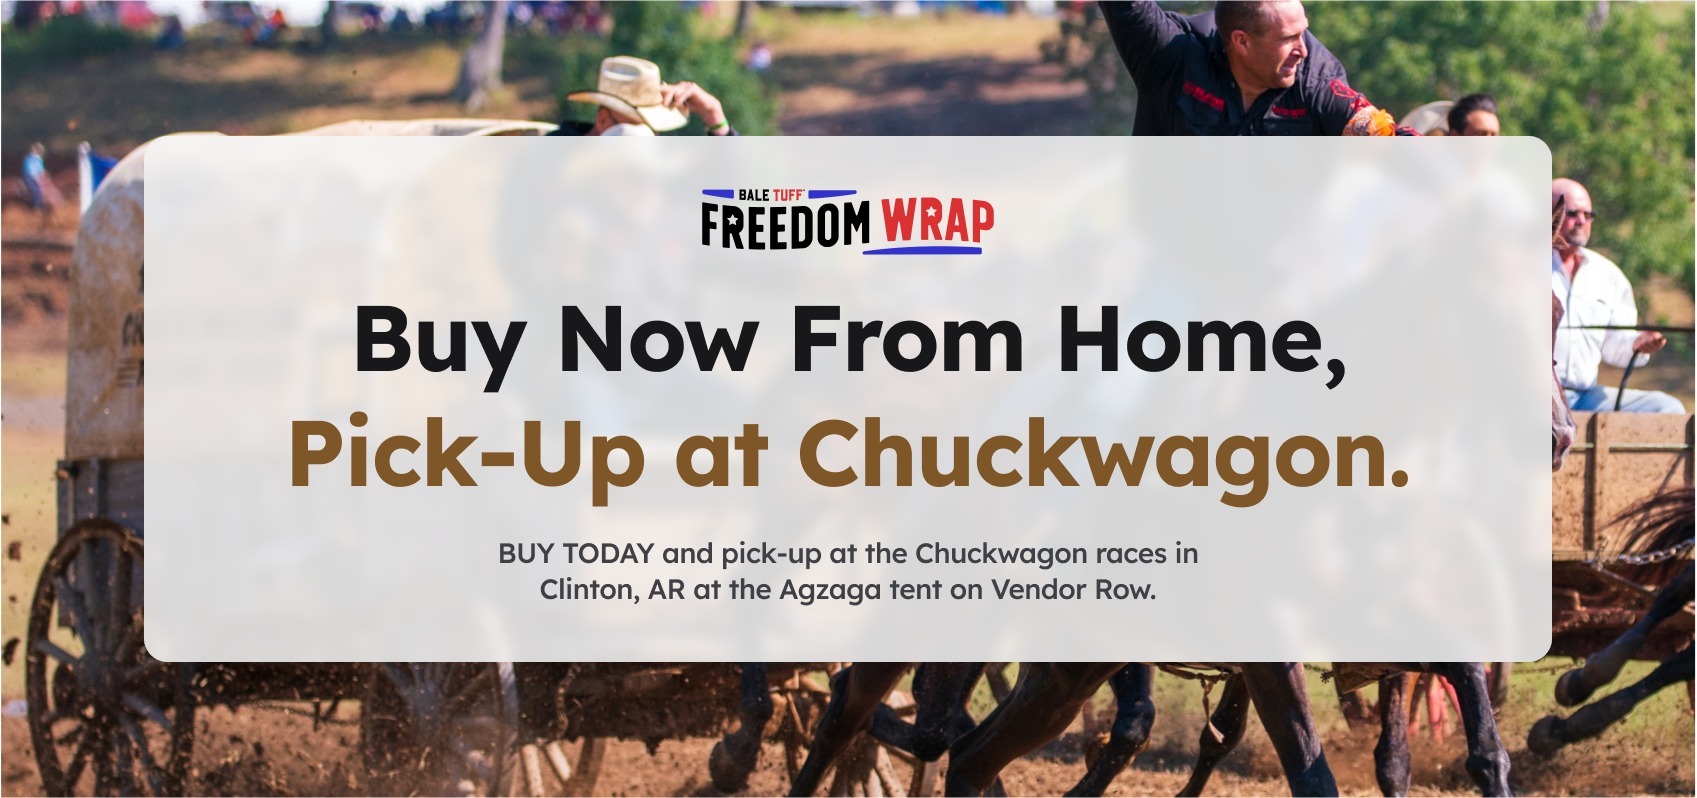 BALE TUFF
FREEDOM WRAP
Buy Now From Home,
Pick-Up at Chuckwagon.
BUY TODAY and pick-up at the Chuckwagon races in
Clinton, AR at the Agzaga tent on Vendor Row.